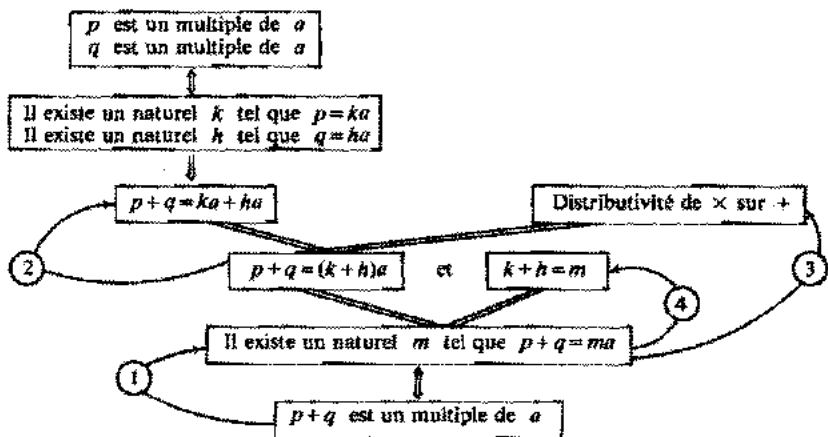 p est un multiple de a
q est un multiple de a
Il existe un naturel k tel que p=ka
Il existe un naturel h tel que q=ha
p+q=ka+ha
Distributivité de × sur +
2
p+q=(k+h)a et k+h=m
3
4
Il existe un naturel m tel que p+q=ma
1
p+q est un multiple de a